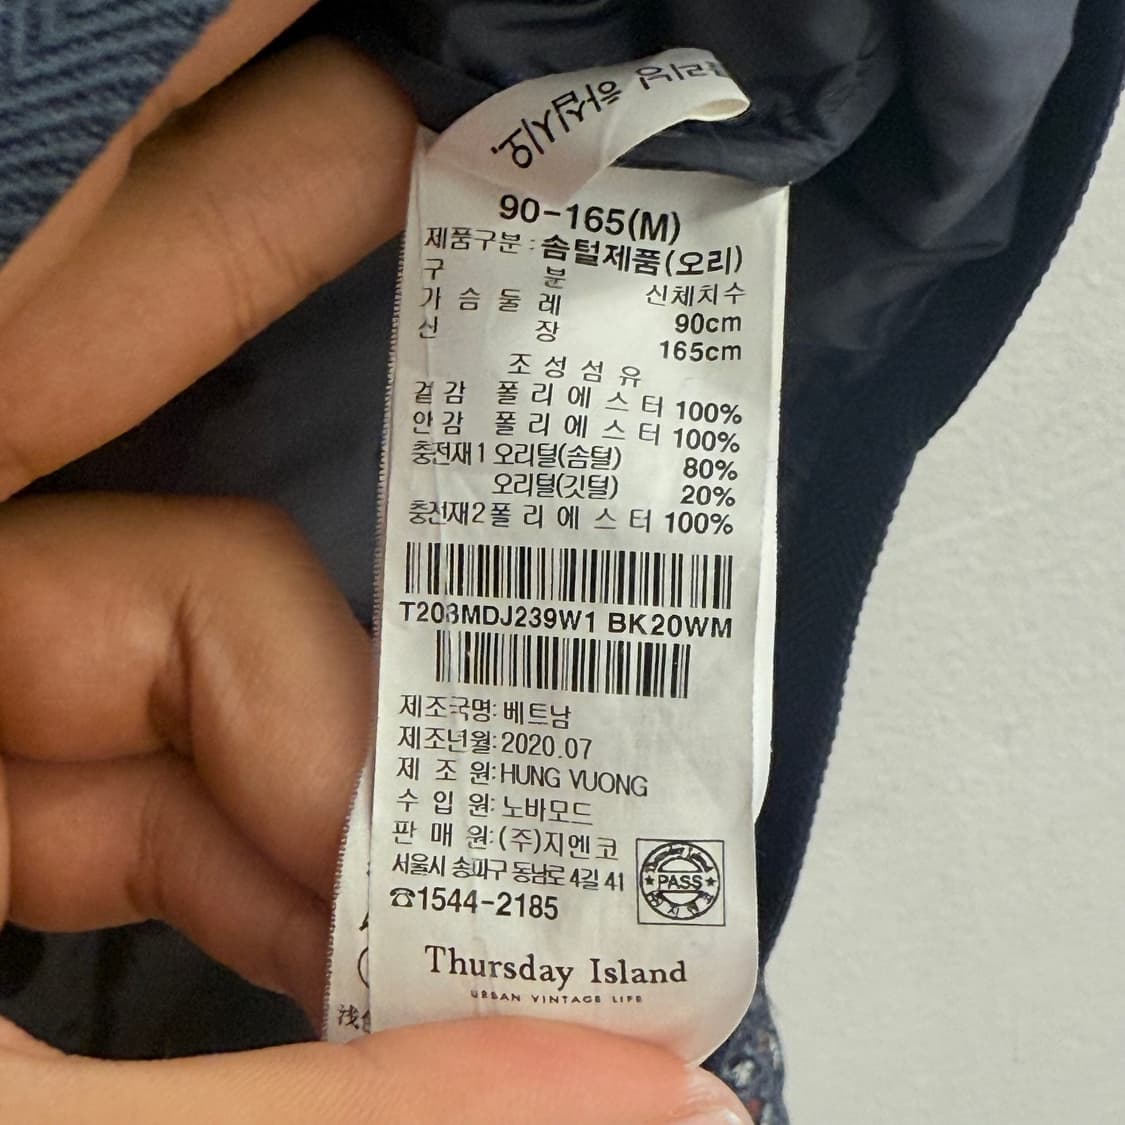 하십시오.
90-165(M)
제품구분 : 솜털제품(오리)
구 분 신체치수
가 슴 둘 레 90cm
신 장 165cm
조 성 섬 유
겉감 폴 리 에 스 터 100%
안감 폴 리 에 스 터 100%
충전재1 오리털(솜털) 80%
오리털(깃털) 20%
충전재2 폴 리 에 스 터 100%
T208MDJ239W1 BK20WM
제조국명: 베트남
제조년월: 2020.07
제 조 원: HUNG VUONG
수 입 원: 노바모드
판 매 원: (주)지엔코
서울시 송파구 동남로 4길 41
☎1544-2185
★PASS★
Thursday Island
URBAN VINTAGE LIFE